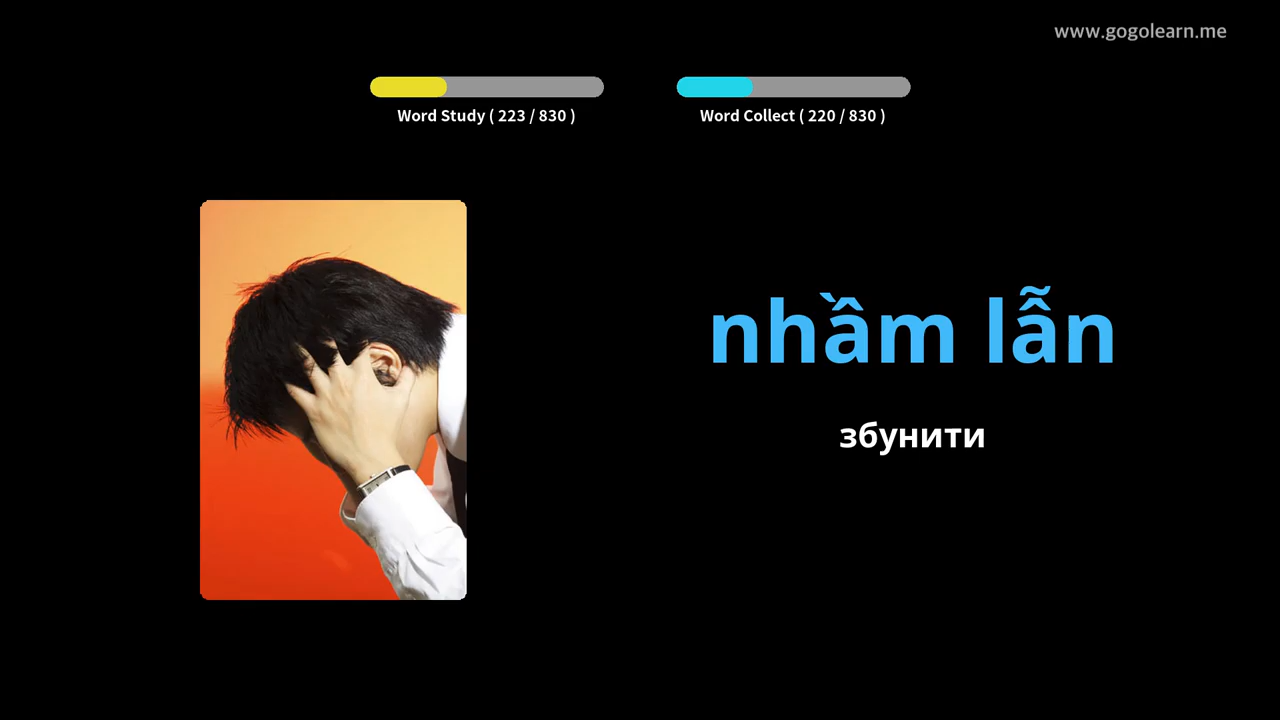 www.gogolearn.me
Word Study ( 223 / 830 )
Word Collect ( 220 / 830 )
nhầm lẫn
збунити